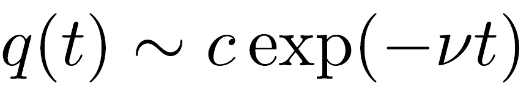 q(t) ∼ c exp(−νt)